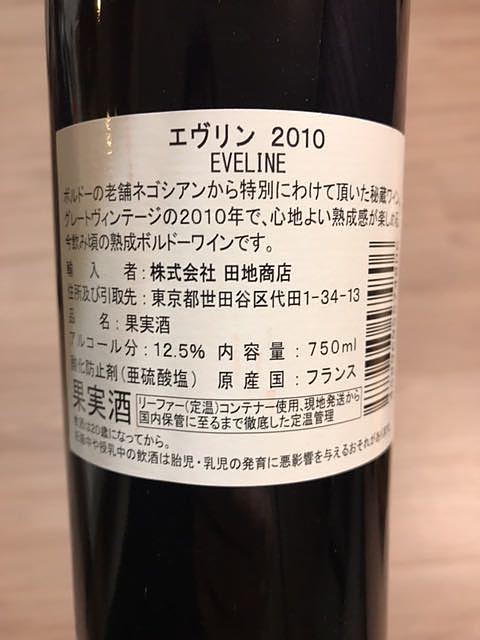 エヴリン 2010
EVELINE
ボルドーの老舗ネゴシアンから特別にわけて頂いた秘蔵ワイン。
グレートヴィンテージの2010年で、心地よい熟成感が楽しめる
今飲み頃の熟成ボルドーワインです。
輸入者:株式会社 田地商店
住所及び引取先:東京都世田谷区代田1-34-13
品名:果実酒
アルコール分:12.5% 内容量:750ml
酸化防止剤(亜硫酸塩) 原産国:フランス
果実酒
リーファー(定温)コンテナー使用、現地発送から
国内保管に至るまで徹底した定温管理
飲酒は20歳になってから。
妊娠中や授乳中の飲酒は胎児・乳児の発育に悪影響を与えるおそれがあり